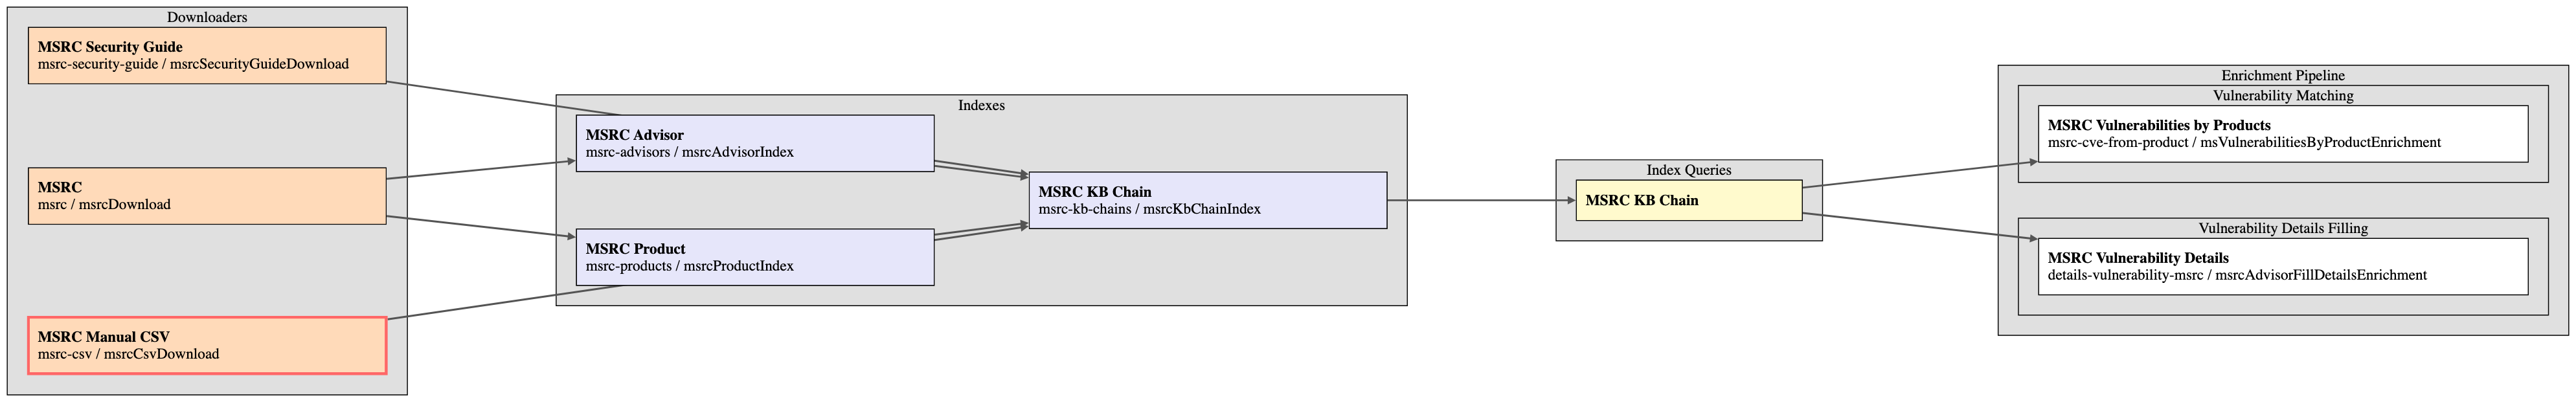 Downloaders
MSRC Security Guide
msrc-security-guide / msrcSecurityGuideDownload
MSRC
msrc / msrcDownload
MSRC Manual CSV
msrc-csv / msrcCsvDownload
Indexes
MSRC Advisor
msrc-advisors / msrcAdvisorIndex
MSRC Product
msrc-products / msrcProductIndex
MSRC KB Chain
msrc-kb-chains / msrcKbChainIndex
Index Queries
MSRC KB Chain
Enrichment Pipeline
Vulnerability Matching
MSRC Vulnerabilities by Products
msrc-cve-from-product / msVulnerabilitiesByProductEnrichment
Vulnerability Details Filling
MSRC Vulnerability Details
details-vulnerability-msrc / msrcAdvisorFillDetailsEnrichment